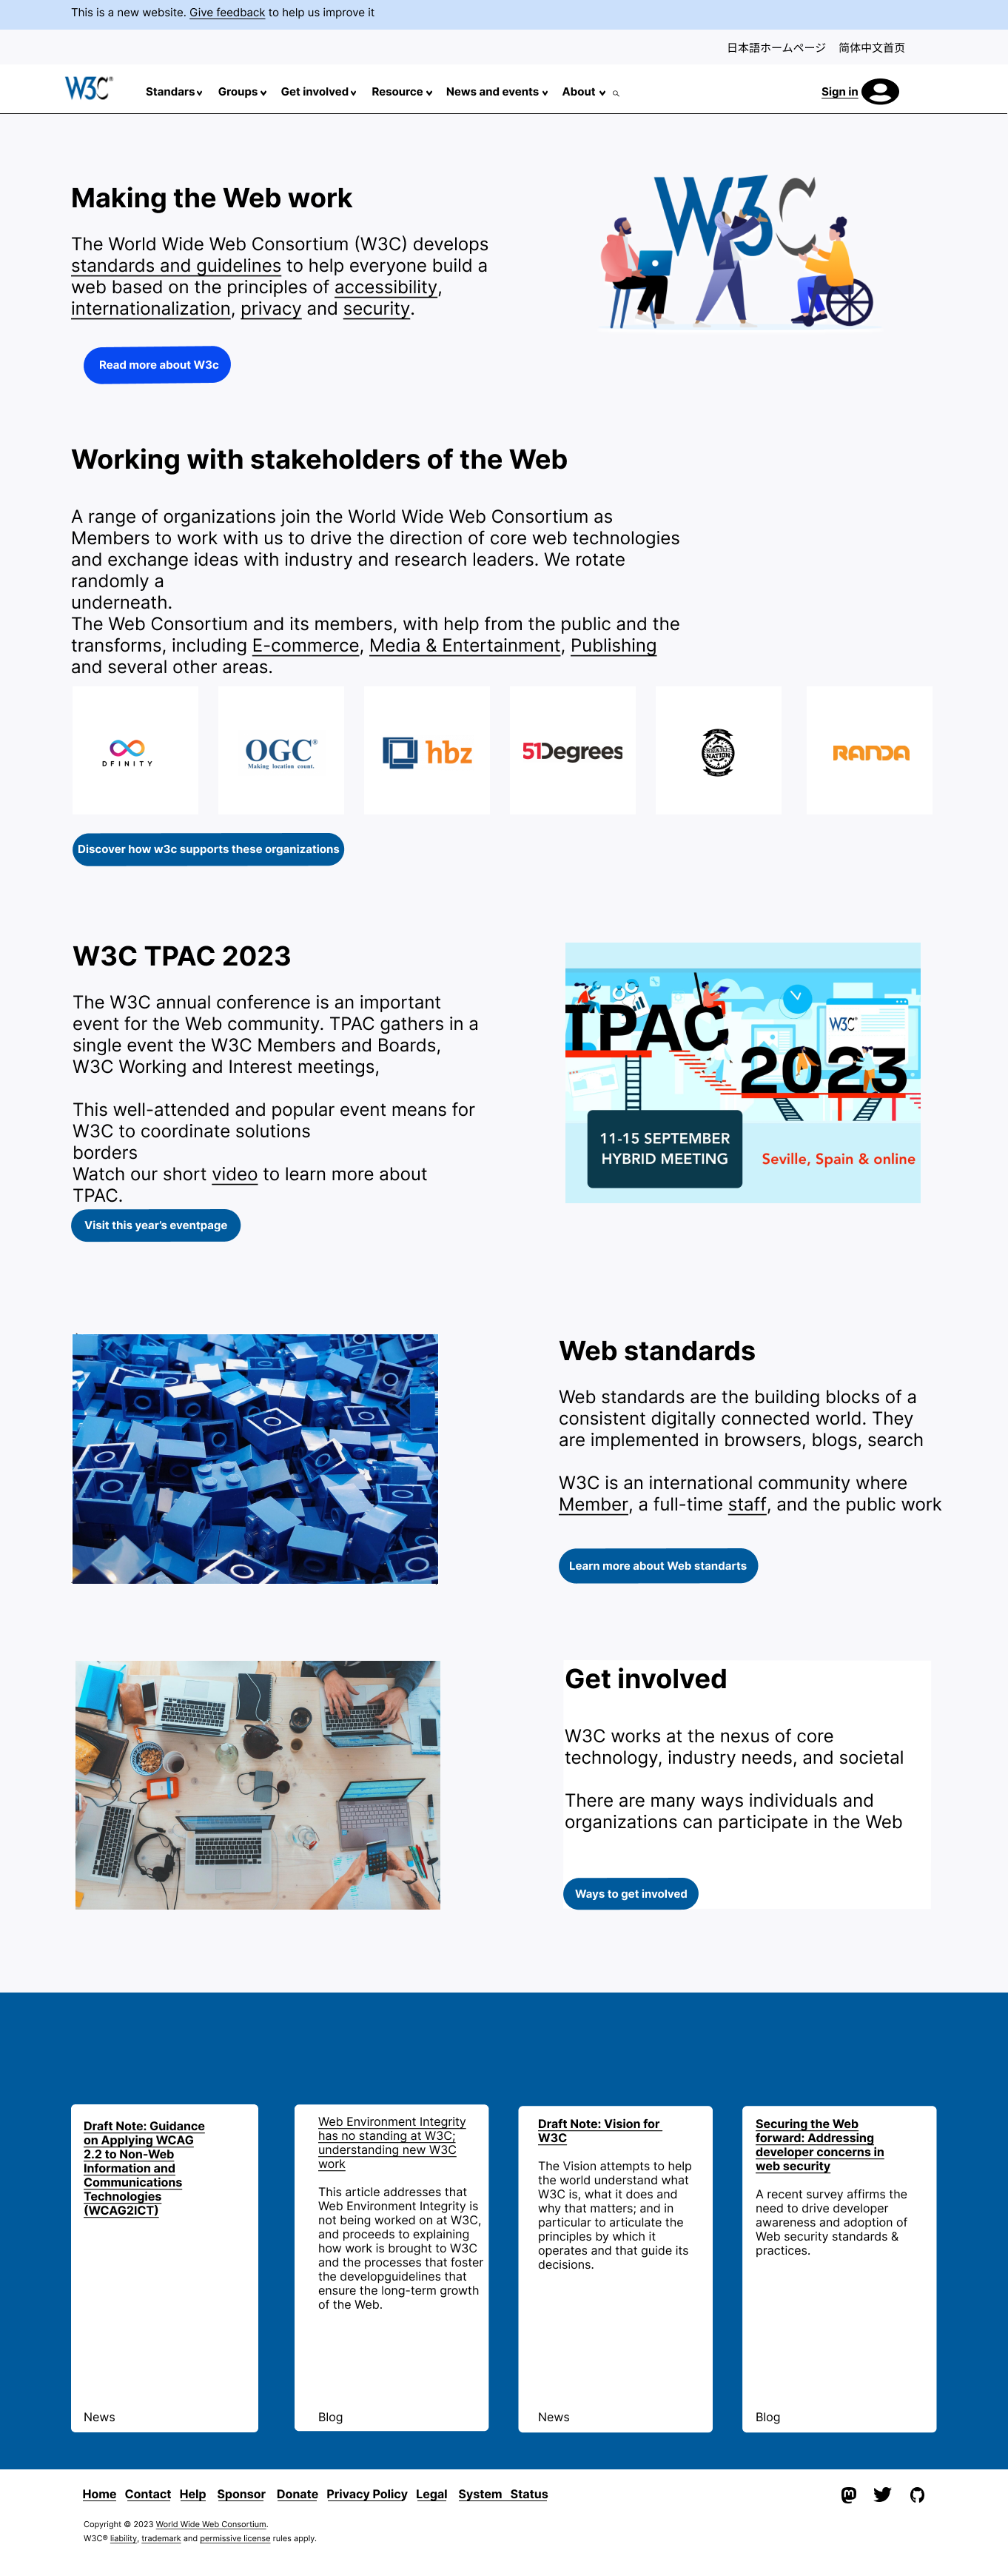 This is a new website. Give feedback to help us improve it
日本語ホームページ 简体中文首页
W3C®
Standars Groups Get involved Resource News and events About
Sign in
Making the Web work
The World Wide Web Consortium (W3C) develops
standards and guidelines to help everyone build a
web based on the principles of accessibility,
internationalization, privacy and security.
Read more about W3c
W3C
Working with stakeholders of the Web
A range of organizations join the World Wide Web Consortium as
Members to work with us to drive the direction of core web technologies
and exchange ideas with industry and research leaders. We rotate
randomly a
underneath.
The Web Consortium and its members, with help from the public and the
transforms, including E-commerce, Media & Entertainment, Publishing
and several other areas.
DFINITY
OGC®
Making location count.
hbz
51Degrees
NATION
RANDA
Discover how w3c supports these organizations
W3C TPAC 2023
The W3C annual conference is an important
event for the Web community. TPAC gathers in a
single event the W3C Members and Boards,
W3C Working and Interest meetings,
This well-attended and popular event means for
W3C to coordinate solutions
borders
Watch our short video to learn more about
TPAC.
Visit this year’s eventpage
TPAC
W3C
2023
11-15 SEPTEMBER
HYBRID MEETING
Seville, Spain & online
Web standards
Web standards are the building blocks of a
consistent digitally connected world. They
are implemented in browsers, blogs, search
W3C is an international community where
Member, a full-time staff, and the public work
Learn more about Web standarts
Get involved
W3C works at the nexus of core
technology, industry needs, and societal
There are many ways individuals and
organizations can participate in the Web
Ways to get involved
Draft Note: Guidance
on Applying WCAG
2.2 to Non-Web
Information and
Communications
Technologies
(WCAG2ICT)
News
Web Environment Integrity
has no standing at W3C;
understanding new W3C
work
This article addresses that
Web Environment Integrity is
not being worked on at W3C,
and proceeds to explaining
how work is brought to W3C
and the processes that foster
the developguidelines that
ensure the long-term growth
of the Web.
Blog
Draft Note: Vision for
W3C
The Vision attempts to help
the world understand what
W3C is, what it does and
why that matters; and in
particular to articulate the
principles by which it
operates and that guide its
decisions.
News
Securing the Web
forward: Addressing
developer concerns in
web security
A recent survey affirms the
need to drive developer
awareness and adoption of
Web security standards &
practices.
Blog
Home Contact Help Sponsor Donate Privacy Policy Legal System Status
Copyright © 2023 World Wide Web Consortium.
W3C® liability, trademark and permissive license rules apply.